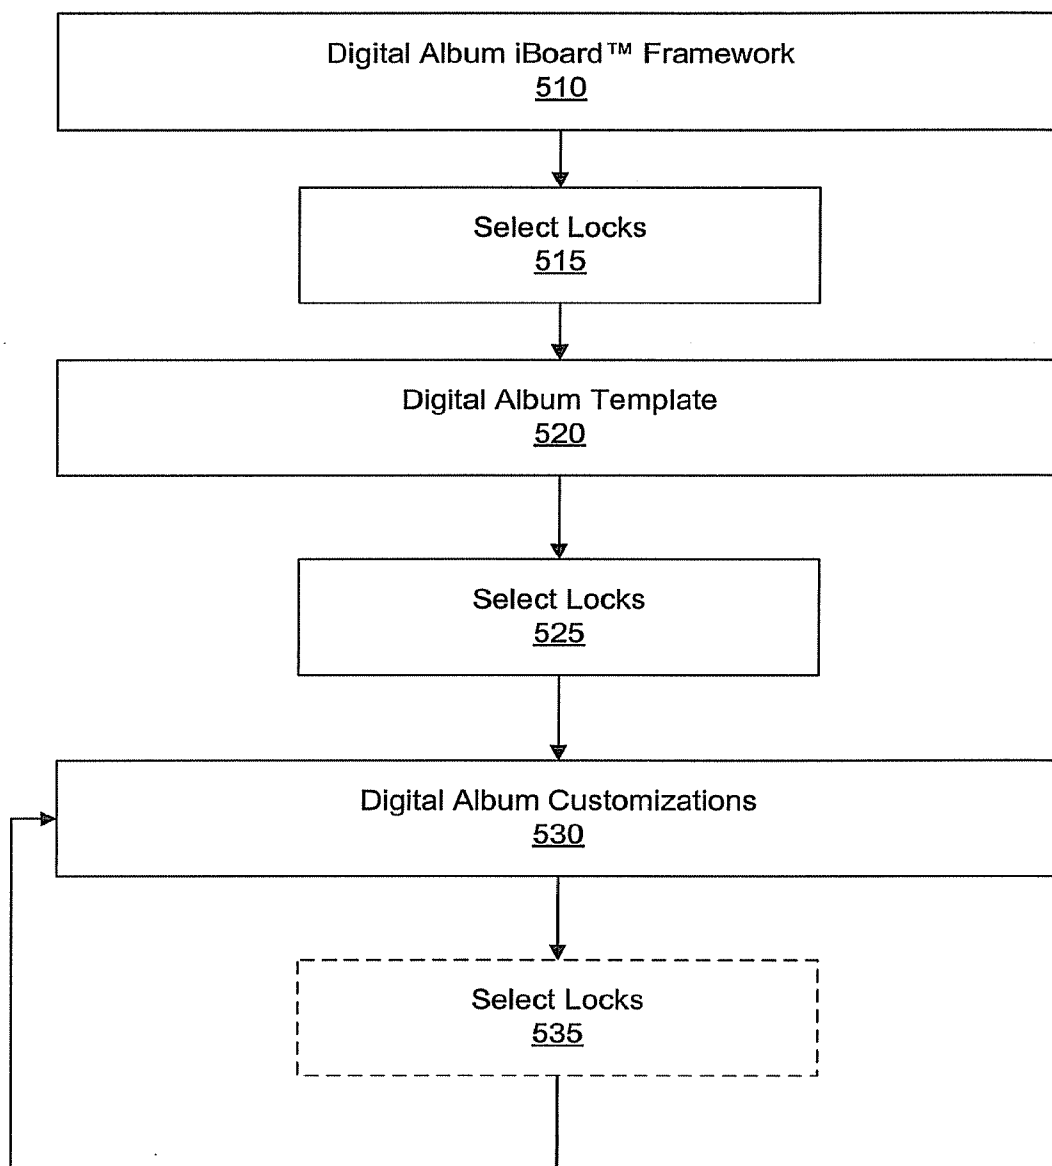 Digital Album iBoard™ Framework
510
Select Locks
515
Digital Album Template
520
Select Locks
525
Digital Album Customizations
530
Select Locks
535